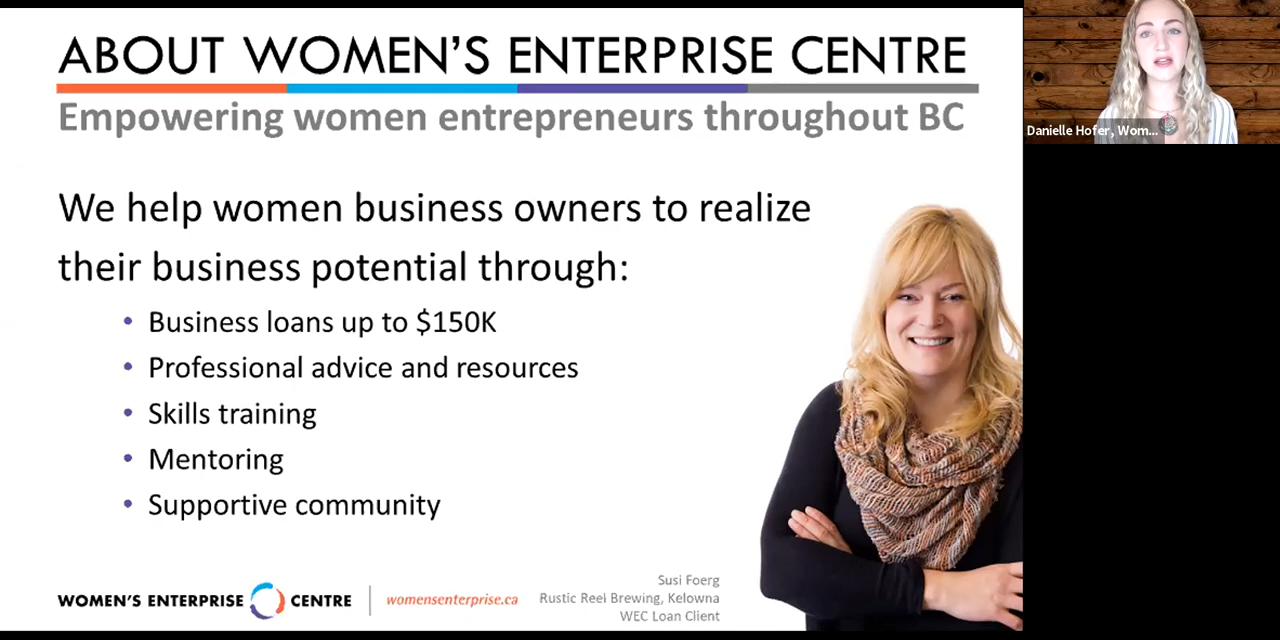 ABOUT WOMEN'S ENTERPRISE CENTRE
Empowering women entrepreneurs throughout BC
We help women business owners to realize
their business potential through:
• Business loans up to $150K
• Professional advice and resources
• Skills training
• Mentoring
• Supportive community
WOMEN'S ENTERPRISE CENTRE | womensenterprise.ca
Susi Foerg
Rustic Reel Brewing, Kelowna
WEC Loan Client
Danielle Hofer, Wom...